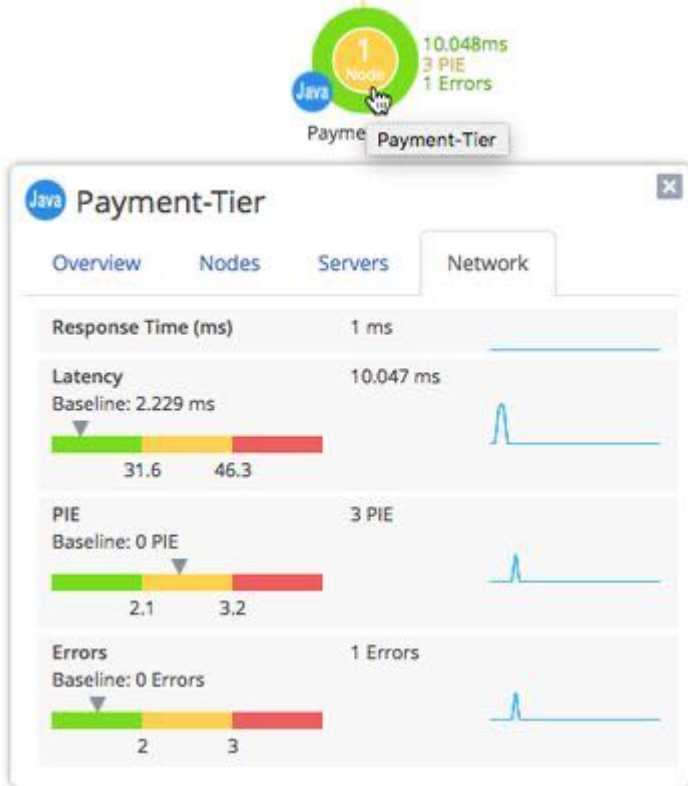 1
Node
10.048ms
3 PIE
1 Errors
Java
Payme
Payment-Tier
Java Payment-Tier
Overview Nodes Servers Network
Response Time (ms) 1 ms
Latency 10.047 ms
Baseline: 2.229 ms
31.6 46.3
PIE 3 PIE
Baseline: 0 PIE
2.1 3.2
Errors 1 Errors
Baseline: 0 Errors
2 3